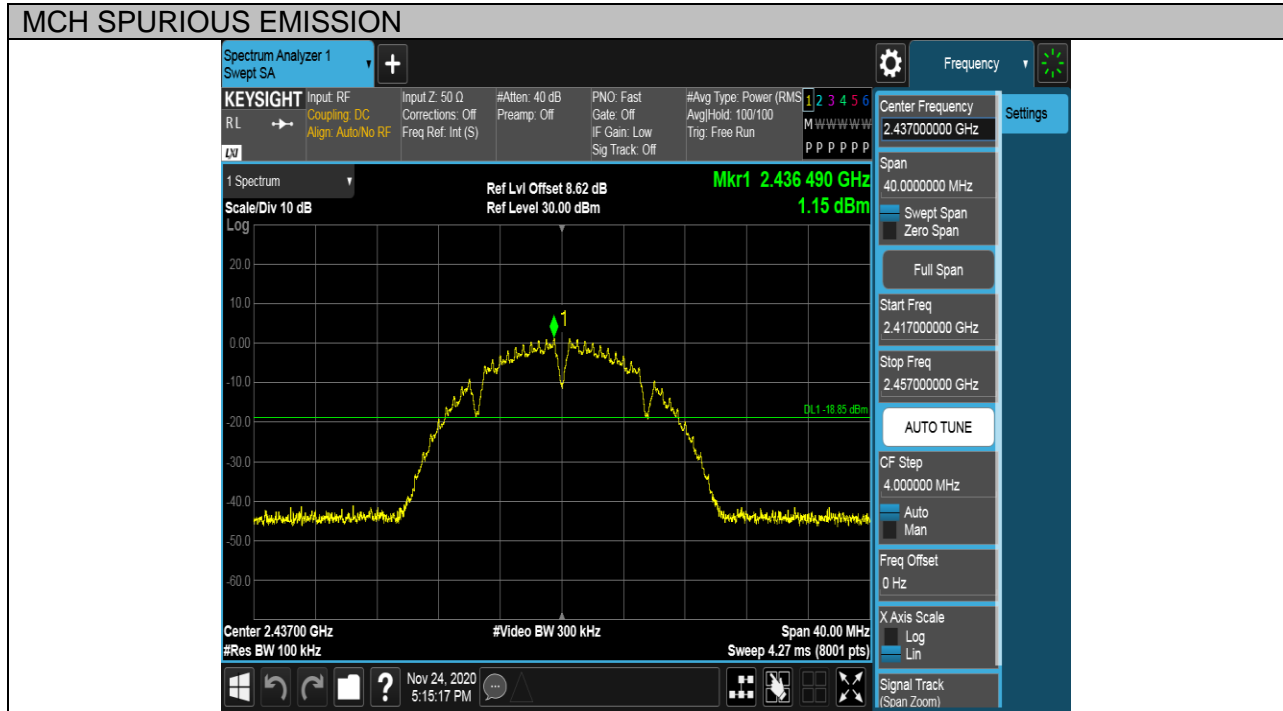 MCH SPURIOUS EMISSION
Spectrum Analyzer 1
Swept SA
+
Frequency
KEYSIGHT
RL
LXI
Input: RF
Coupling: DC
Align: Auto/No RF
Input Z: 50 Ω
Corrections: Off
Freq Ref: Int (S)
#Atten: 40 dB
Preamp: Off
PNO: Fast
Gate: Off
IF Gain: Low
Sig Track: Off
#Avg Type: Power (RMS
Avg|Hold: 100/100
Trig: Free Run
1 2 3 4 5 6
M W W W W W
P P P P P P
1 Spectrum
Scale/Div 10 dB
Ref Lvl Offset 8.62 dB
Ref Level 30.00 dBm
Mkr1 2.436 490 GHz
1.15 dBm
Log
20.0
10.0
0.00
-10.0
-20.0
-30.0
-40.0
-50.0
-60.0
1
DL1 -18.85 dBm
Center 2.43700 GHz
#Res BW 100 kHz
#Video BW 300 kHz
Span 40.00 MHz
Sweep 4.27 ms (8001 pts)
Nov 24, 2020
5:15:17 PM
?
Settings
Center Frequency
2.437000000 GHz
Span
40.0000000 MHz
Swept Span
Zero Span
Full Span
Start Freq
2.417000000 GHz
Stop Freq
2.457000000 GHz
AUTO TUNE
CF Step
4.000000 MHz
Auto
Man
Freq Offset
0 Hz
X Axis Scale
Log
Lin
Signal Track
(Span Zoom)